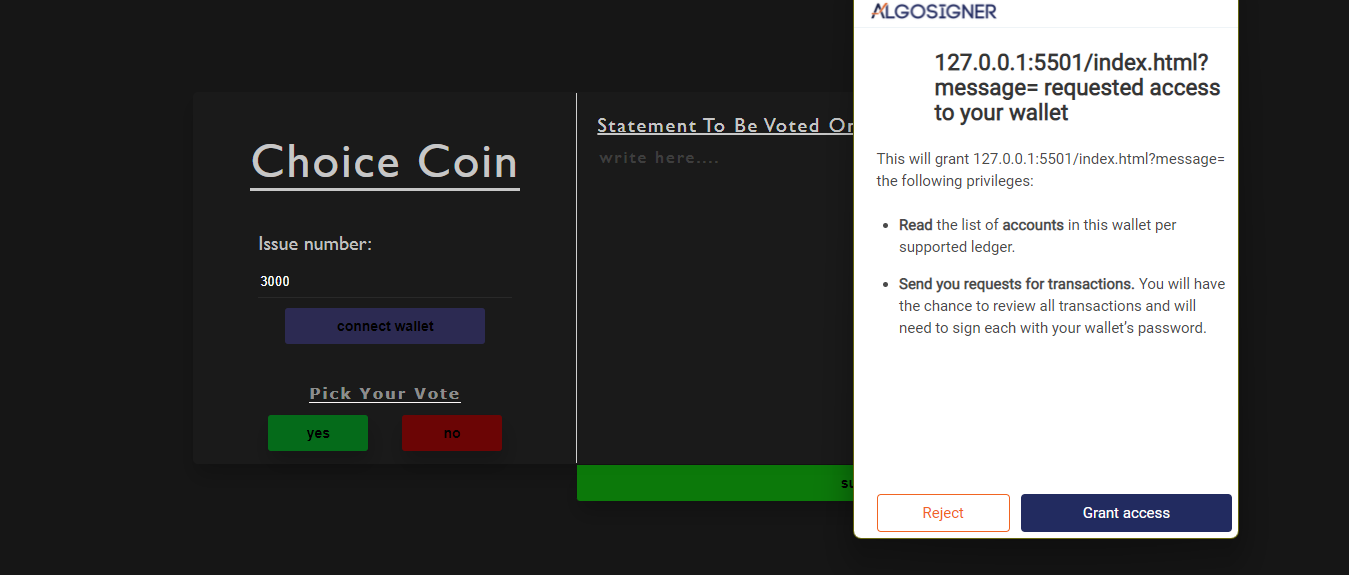 Choice Coin
Issue number:
3000
connect wallet
Pick Your Vote
yes no
Statement To Be Voted
write here....
ALGOSIGNER
127.0.0.1:5501/index.html?
message= requested access
to your wallet
This will grant 127.0.0.1:5501/index.html?message=
the following privileges:
• Read the list of accounts in this wallet per
supported ledger.
• Send you requests for transactions. You will have
the chance to review all transactions and will
need to sign each with your wallet’s password.
Reject Grant access